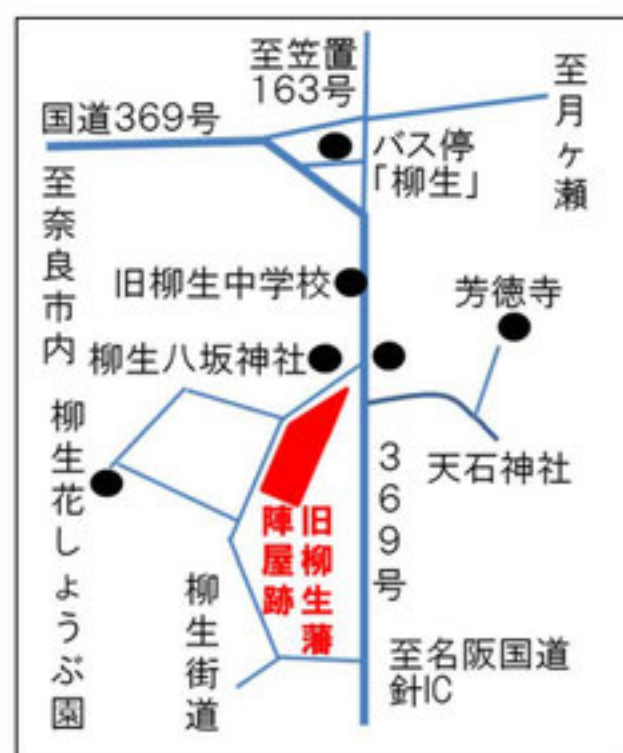 至笠置
163号
国道369号
至月ヶ瀬
バス停
「柳生」
至奈良市内
旧柳生中学校
芳徳寺
柳生八坂神社
天石神社
柳生花しょうぶ園
369号
旧柳生藩
陣屋跡
柳生街道
至名阪国道
針IC